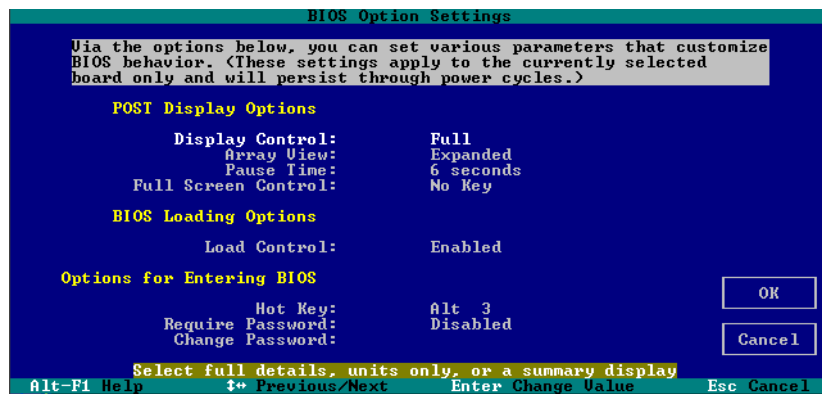 BIOS Option Settings
Via the options below, you can set various parameters that customize
BIOS behavior. (These settings apply to the currently selected
board only and will persist through power cycles.)
POST Display Options
Display Control: Full
Array View: Expanded
Pause Time: 6 seconds
Full Screen Control: No Key
BIOS Loading Options
Load Control: Enabled
Options for Entering BIOS
Hot Key: Alt 3
Require Password: Disabled
Change Password:
OK
Cancel
Select full details, units only, or a summary display
Alt-F1 Help ↕↔ Previous/Next Enter Change Value Esc Cancel